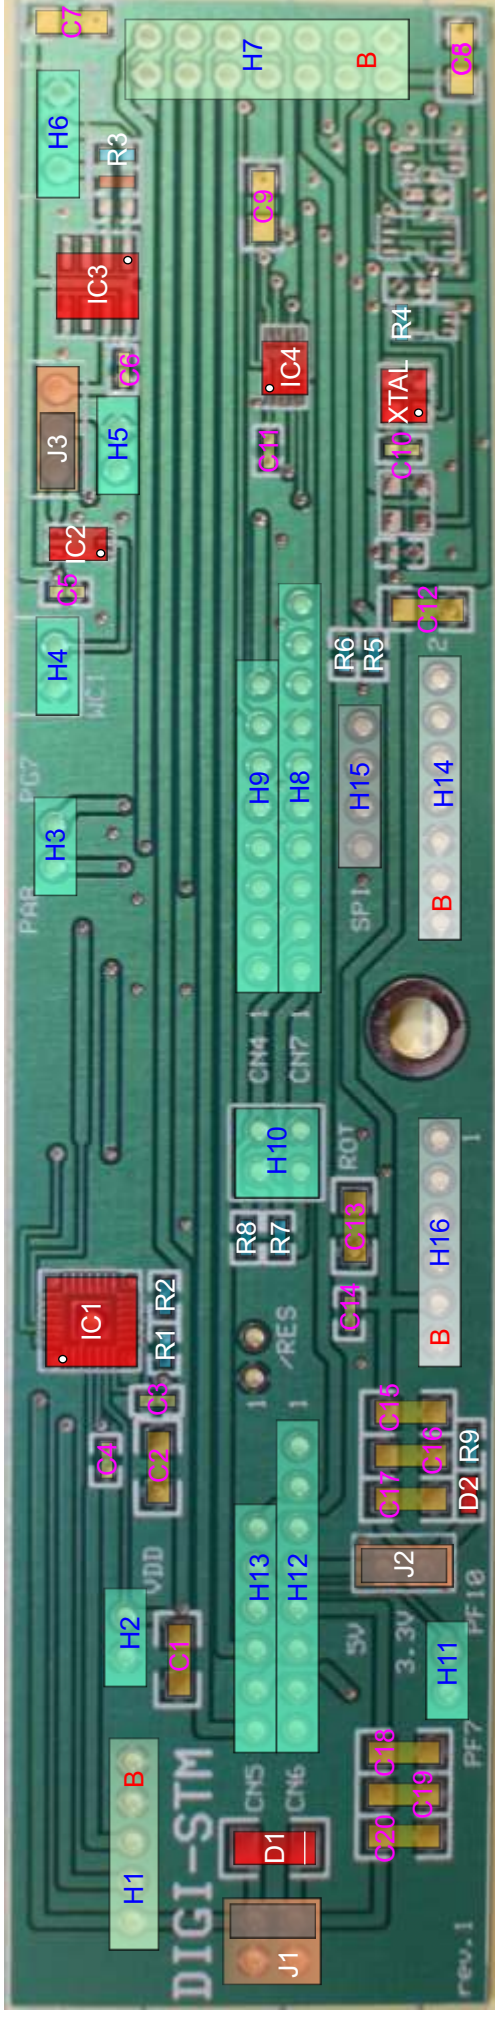 C7
H7
B
C8
H6
R3
C9
IC3
R4
IC4
XTAL
C6
J3
H5
C11
C10
IC2
C5
C12
R6
R5
2
H4
WC1
H9
H8
H15
H14
PG7
H3
PA8
SPI
B
CN4 1
CN7 1
H10
ROT
1
R8
R7
C13
H16
IC1
R2
R1
C14
B
/RES
1
C3
C15
C4
C2
C17
C16
R9
D2
H13
H12
VDD
J2
H2
5V
3.3V
PF10
C1
H11
PF7
C18
CN5
CN6
C19
B
H1
DIGI-STM
D1
C20
J1
rev.1